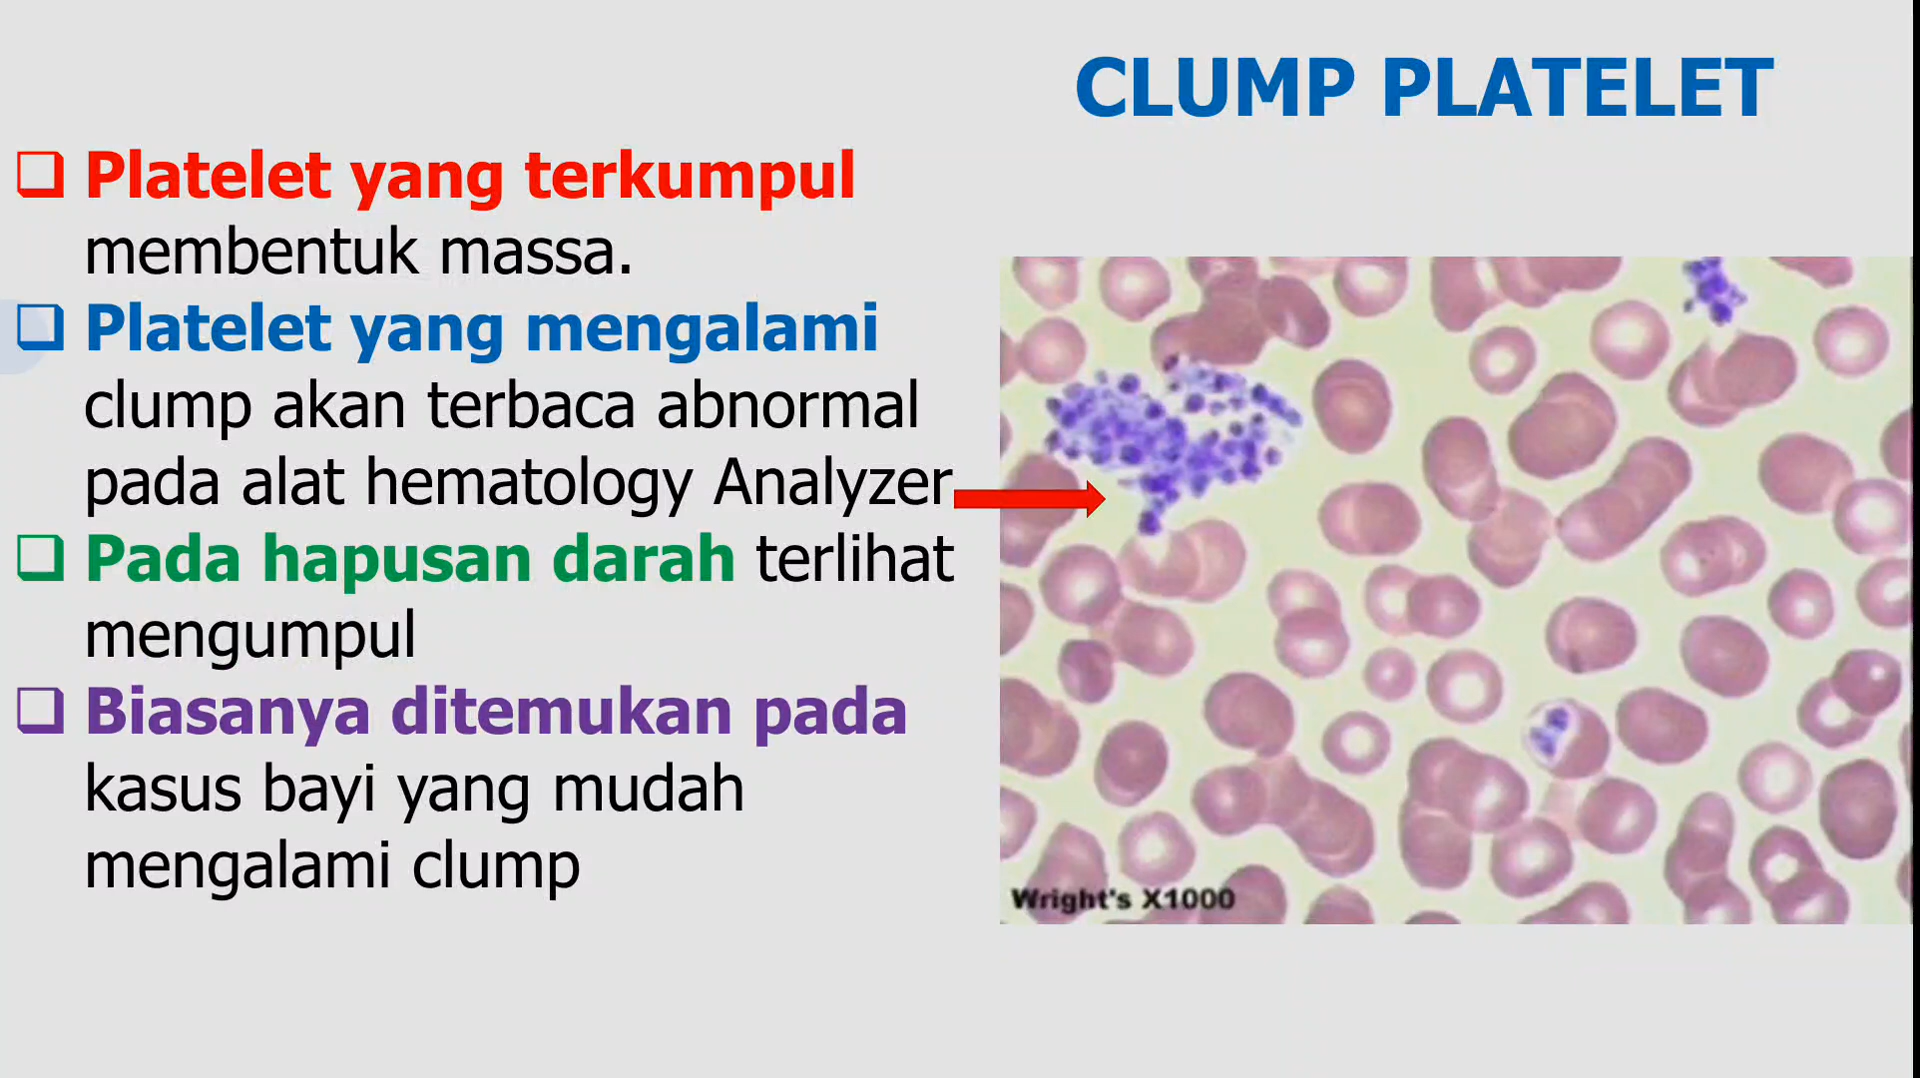 CLUMP PLATELET
Platelet yang terkumpul
membentuk massa.
Platelet yang mengalami
clump akan terbaca abnormal
pada alat hematology Analyzer
Pada hapusan darah terlihat
mengumpul
Biasanya ditemukan pada
kasus bayi yang mudah
mengalami clump
Wright's X1000